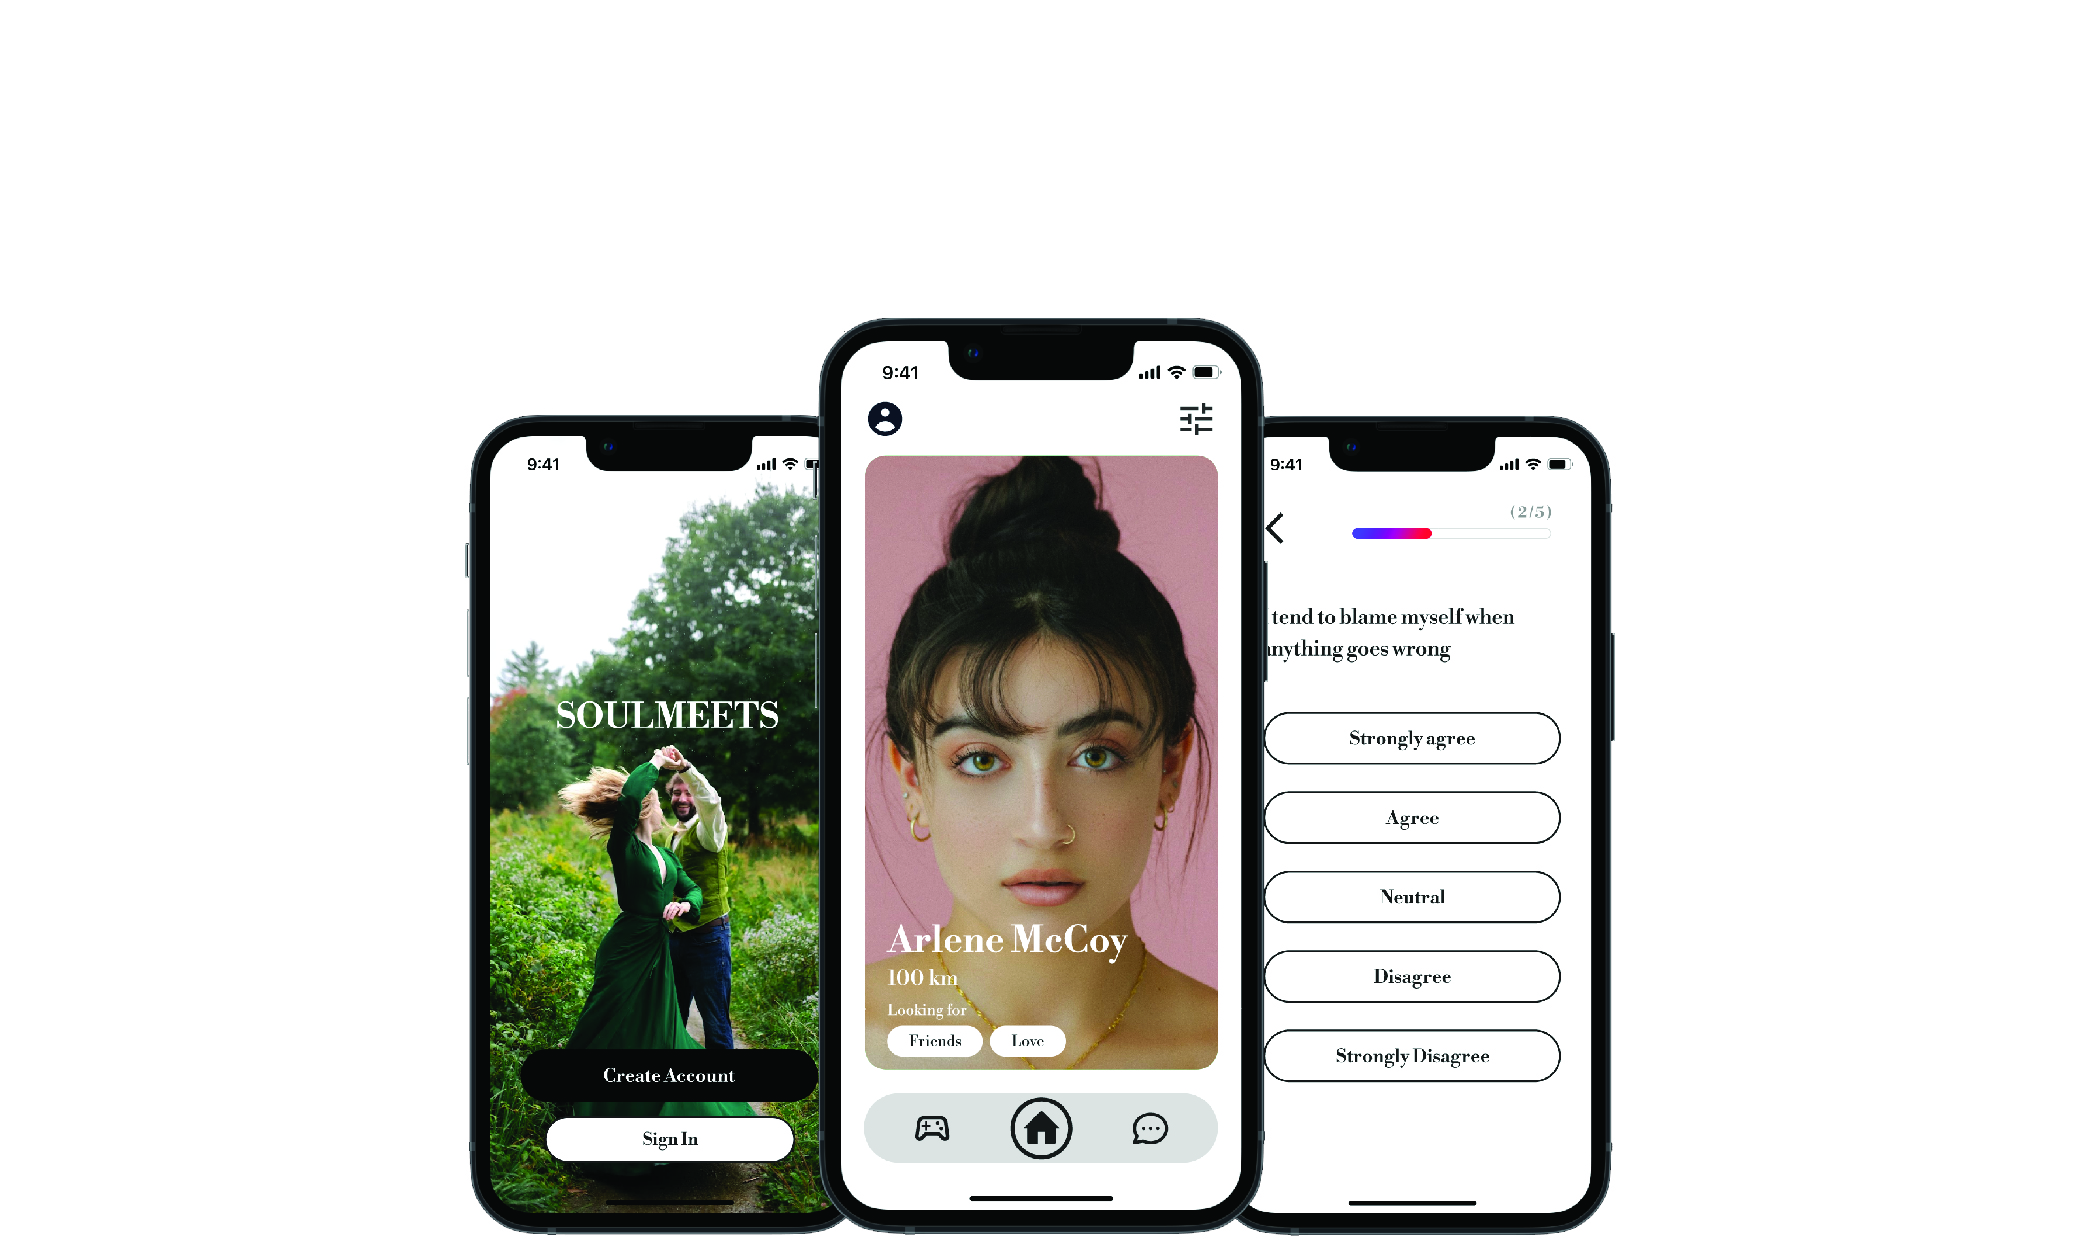 9:41
SOULMEETS
Create Account
Sign In
9:41
Arlene McCoy
100 km
Looking for
Friends
Love
9:41
(2/5)
tend to blame myself when
anything goes wrong
Strongly agree
Agree
Neutral
Disagree
Strongly Disagree